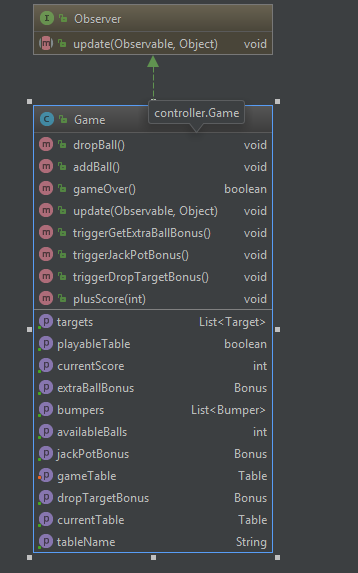 I Observer
m update(Observable, Object) void
C Game
controller.Game
m dropBall() void
m addBall() void
m gameOver() boolean
m update(Observable, Object) void
m triggerGetExtraBallBonus() void
m triggerJackPotBonus() void
m triggerDropTargetBonus() void
m plusScore(int) void
p targets List<Target>
p playableTable boolean
p currentScore int
p extraBallBonus Bonus
p bumpers List<Bumper>
p availableBalls int
p jackPotBonus Bonus
p gameTable Table
p dropTargetBonus Bonus
p currentTable Table
p tableName String